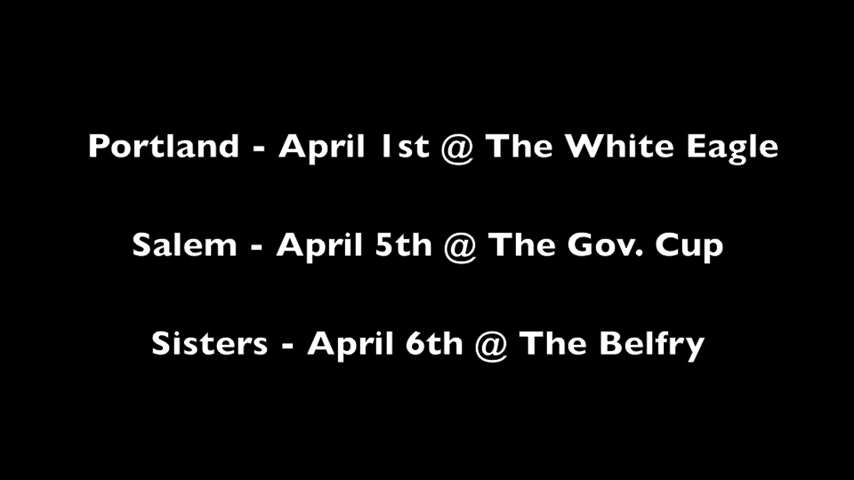 Portland - April 1st @ The White Eagle
Salem - April 5th @ The Gov. Cup
Sisters - April 6th @ The Belfry